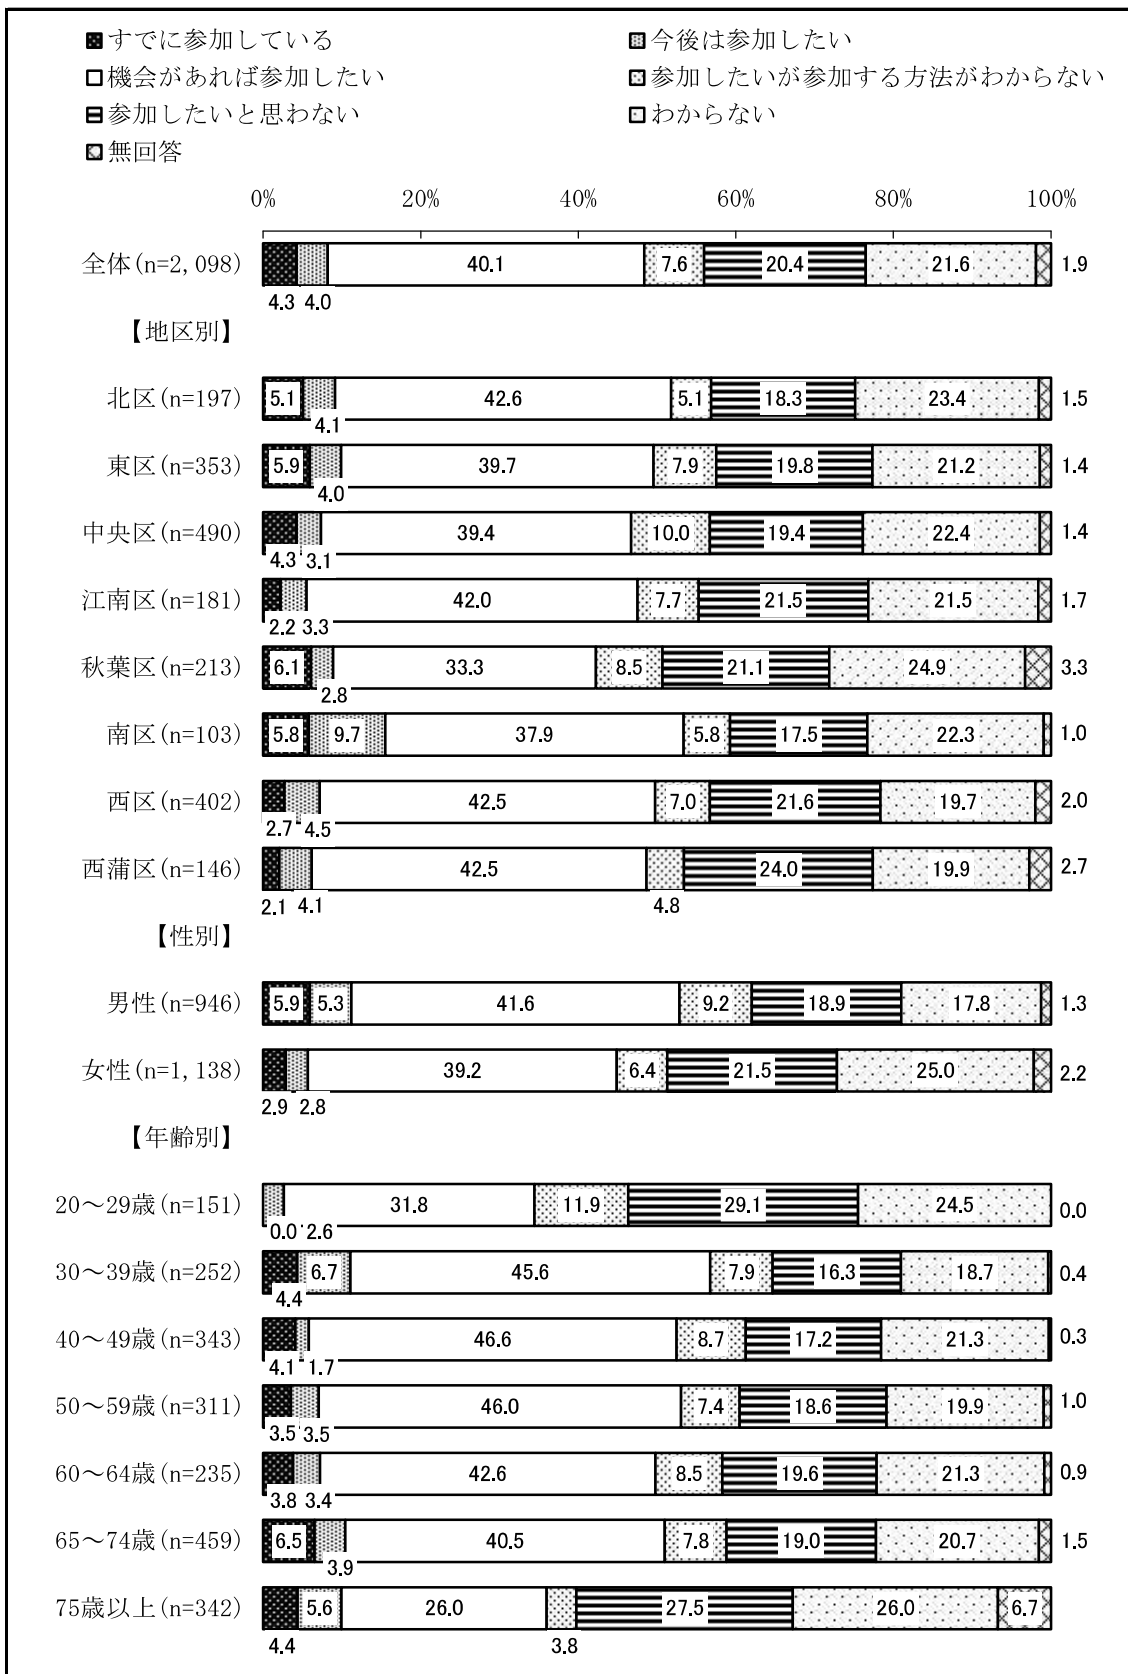 すでに参加している 今後は参加したい
機会があれば参加したい 参加したいが参加する方法がわからない
参加したいと思わない わからない
無回答
0% 20% 40% 60% 80% 100%
全体(n=2,098) 40.1 7.6 20.4 21.6 1.9
4.3 4.0
【地区別】
北区(n=197) 5.1 42.6 5.1 18.3 23.4 1.5
4.1
東区(n=353) 5.9 39.7 7.9 19.8 21.2 1.4
4.0
中央区(n=490) 39.4 10.0 19.4 22.4 1.4
4.3 3.1
江南区(n=181) 42.0 7.7 21.5 21.5 1.7
2.2 3.3
秋葉区(n=213) 6.1 33.3 8.5 21.1 24.9 3.3
2.8
南区(n=103) 5.8 9.7 37.9 5.8 17.5 22.3 1.0
西区(n=402) 42.5 7.0 21.6 19.7 2.0
2.7 4.5
西蒲区(n=146) 42.5 24.0 19.9 2.7
2.1 4.1 4.8
【性別】
男性(n=946) 5.9 5.3 41.6 9.2 18.9 17.8 1.3
女性(n=1,138) 39.2 6.4 21.5 25.0 2.2
2.9 2.8
【年齢別】
20～29歳(n=151) 31.8 11.9 29.1 24.5 0.0
0.0 2.6
30～39歳(n=252) 6.7 45.6 7.9 16.3 18.7 0.4
4.4
40～49歳(n=343) 46.6 8.7 17.2 21.3 0.3
4.1 1.7
50～59歳(n=311) 46.0 7.4 18.6 19.9 1.0
3.5 3.5
60～64歳(n=235) 42.6 8.5 19.6 21.3 0.9
3.8 3.4
65～74歳(n=459) 6.5 40.5 7.8 19.0 20.7 1.5
3.9
75歳以上(n=342) 5.6 26.0 27.5 26.0 6.7
4.4 3.8